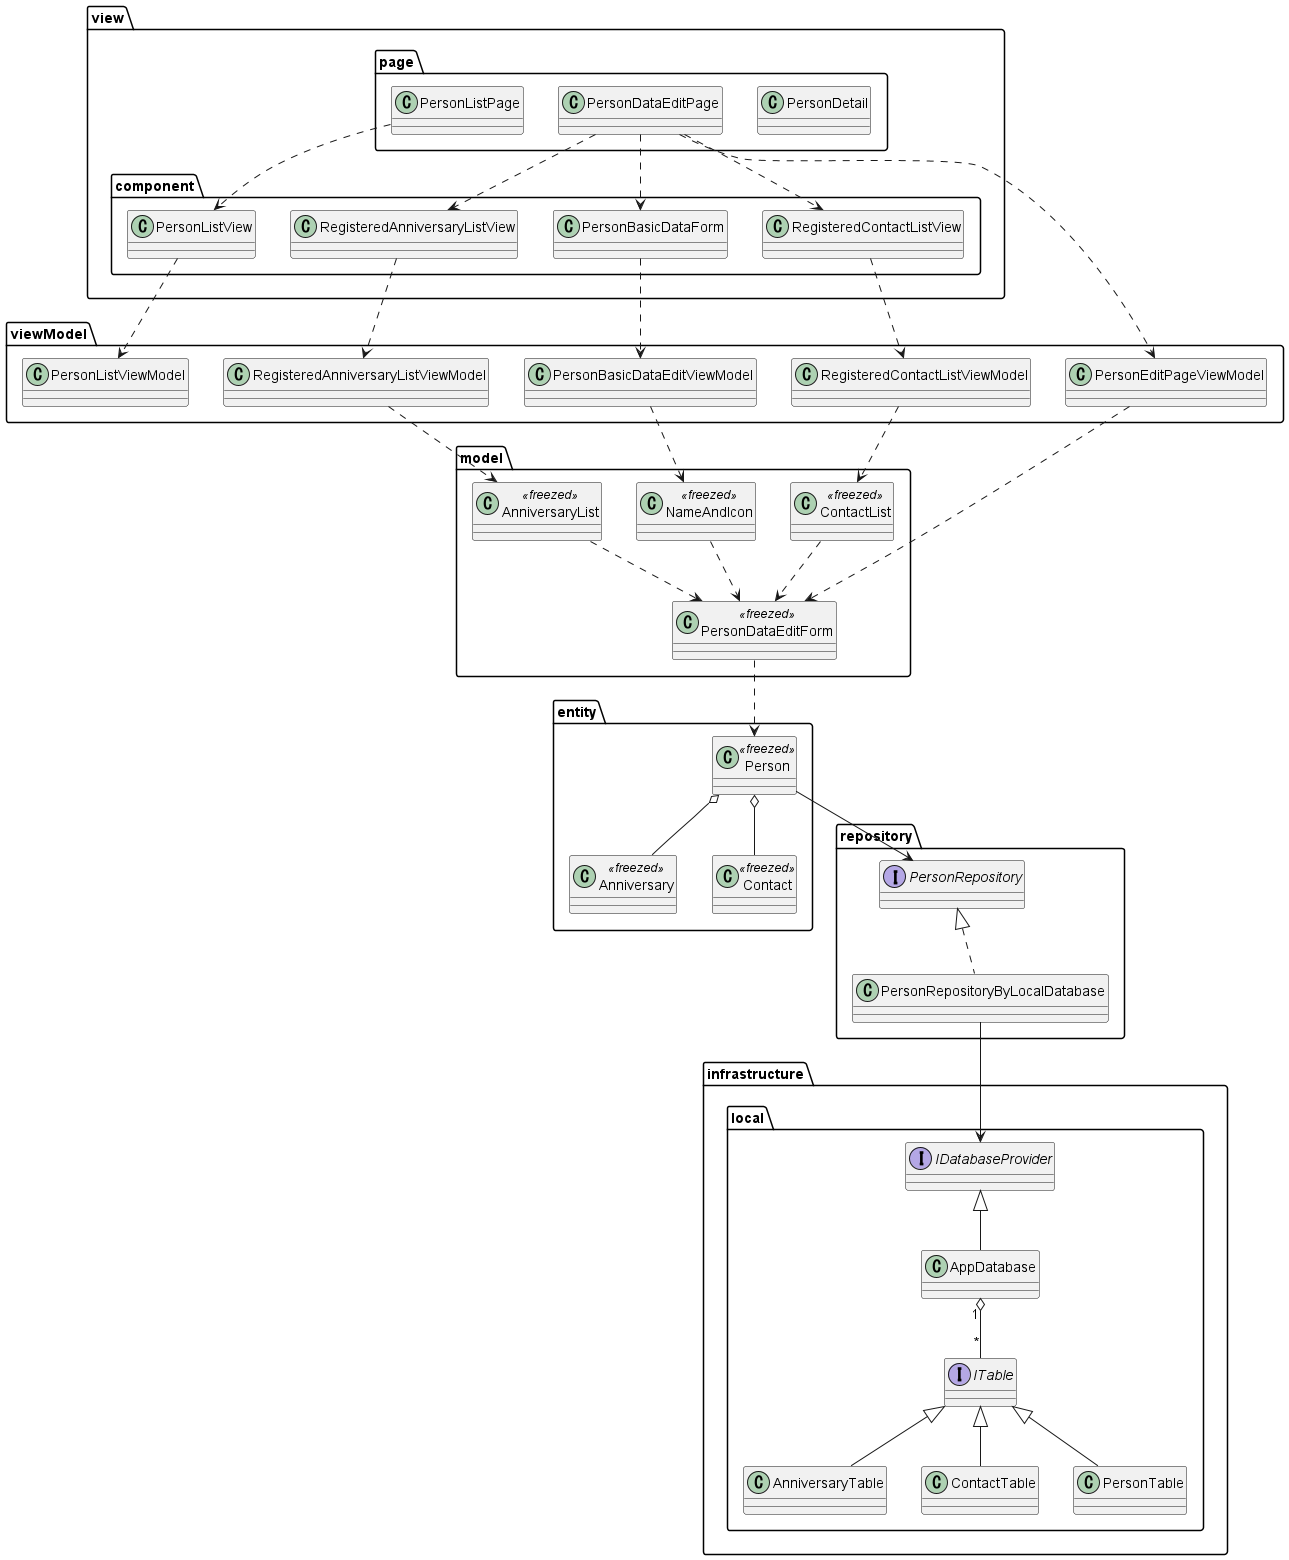 view
page
C PersonListPage
C PersonDataEditPage
C PersonDetail
component
C PersonListView
C RegisteredAnniversaryListView
C PersonBasicDataForm
C RegisteredContactListView
viewModel
C PersonListViewModel
C RegisteredAnniversaryListViewModel
C PersonBasicDataEditViewModel
C RegisteredContactListViewModel
C PersonEditPageViewModel
model
«freezed»
C AnniversaryList
«freezed»
C NameAndIcon
«freezed»
C ContactList
«freezed»
C PersonDataEditForm
entity
«freezed»
C Person
«freezed»
C Anniversary
«freezed»
C Contact
repository
I PersonRepository
C PersonRepositoryByLocalDatabase
infrastructure
local
I IDatabaseProvider
C AppDatabase
1
*
I ITable
C AnniversaryTable
C ContactTable
C PersonTable